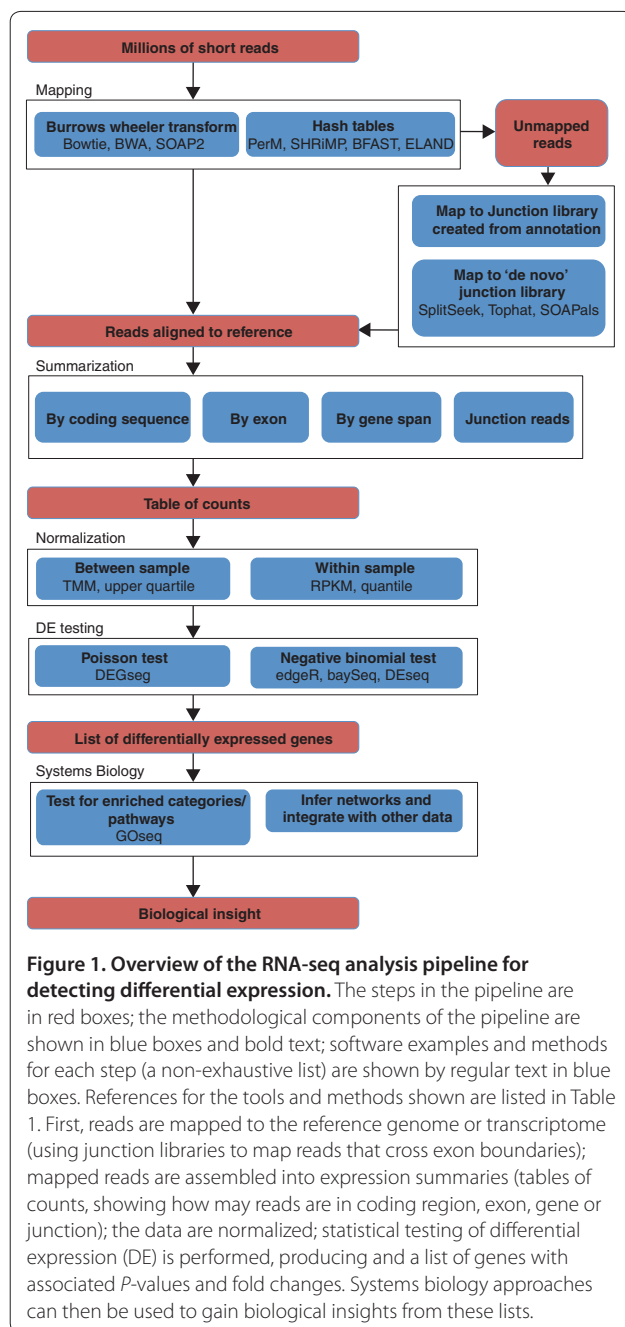 Millions of short reads
Mapping
Burrows wheeler transform
Bowtie, BWA, SOAP2
Hash tables
PerM, SHRiMP, BFAST, ELAND
Unmapped
reads
Map to Junction library
created from annotation
Map to ‘de novo’
junction library
SplitSeek, Tophat, SOAPals
Reads aligned to reference
Summarization
By coding sequence
By exon
By gene span
Junction reads
Table of counts
Normalization
Between sample
TMM, upper quartile
Within sample
RPKM, quantile
DE testing
Poisson test
DEGseg
Negative binomial test
edgeR, baySeq, DEseq
List of differentially expressed genes
Systems Biology
Test for enriched categories/
pathways
GOseq
Infer networks and
integrate with other data
Biological insight
Figure 1. Overview of the RNA-seq analysis pipeline for
detecting differential expression. The steps in the pipeline are
in red boxes; the methodological components of the pipeline are
shown in blue boxes and bold text; software examples and methods
for each step (a non-exhaustive list) are shown by regular text in blue
boxes. References for the tools and methods shown are listed in Table
1. First, reads are mapped to the reference genome or transcriptome
(using junction libraries to map reads that cross exon boundaries);
mapped reads are assembled into expression summaries (tables of
counts, showing how may reads are in coding region, exon, gene or
junction); the data are normalized; statistical testing of differential
expression (DE) is performed, producing and a list of genes with
associated P-values and fold changes. Systems biology approaches
can then be used to gain biological insights from these lists.